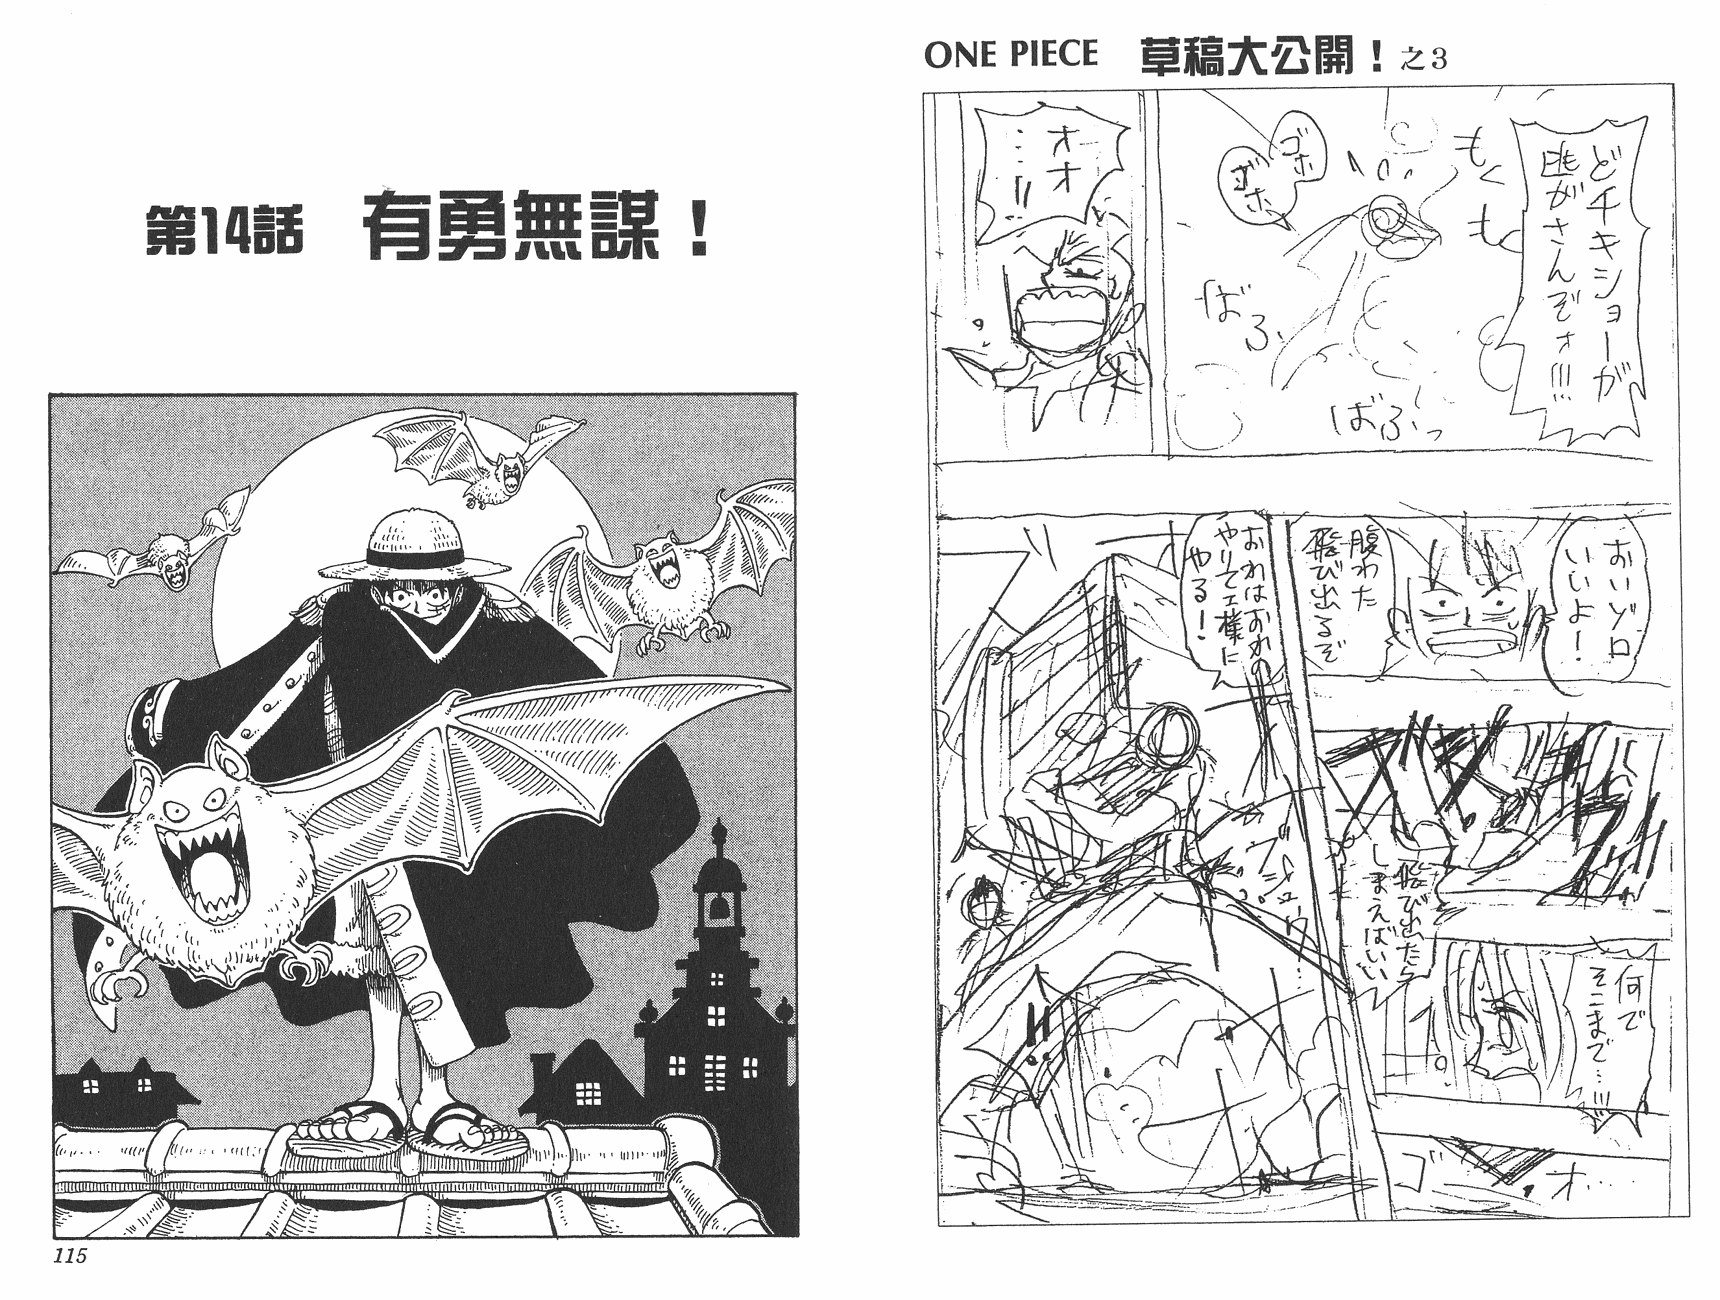 ONE PIECE 草稿大公開！之3
どチキショーが
逃がさんぞォ!!!
もくもく
ゴホ
ゴホ
ばふ
ばふっ
オオ
…!!
おいゾロ
いいよ！
腹わた
飛び出るぞ
飛び出たら
しまえばいい
おれはおれの
やりてェ様に
やる！
何で
そこまで…!!!
!!
ゴ
オ……
第14話 有勇無謀！
115